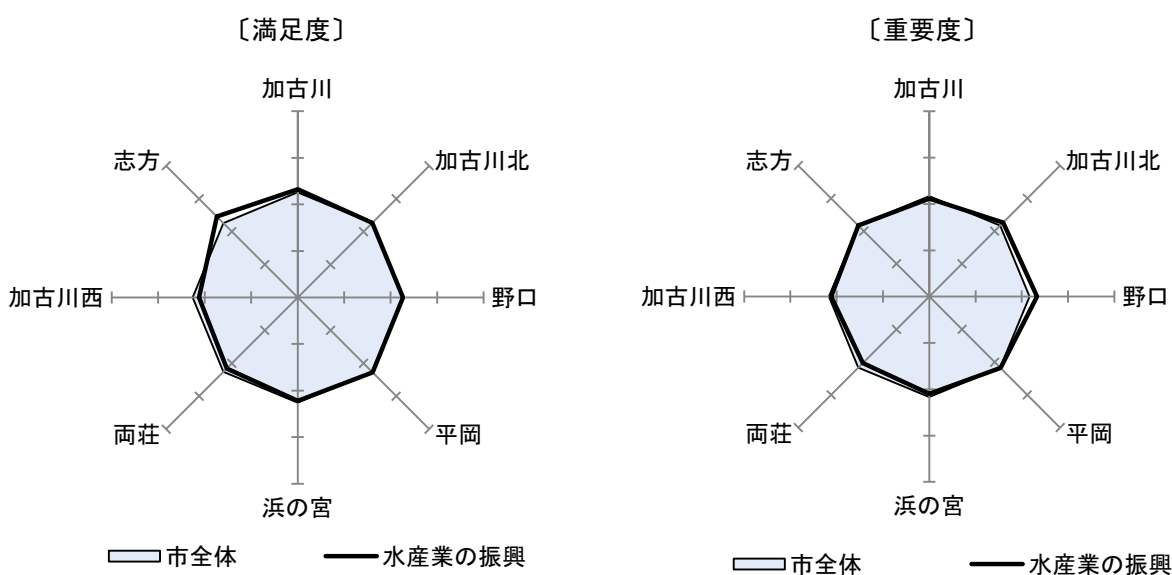 〔満足度〕
加古川
加古川北
野口
平岡
浜の宮
両荘
加古川西
志方
市全体
水産業の振興
〔重要度〕
加古川
加古川北
野口
平岡
浜の宮
両荘
加古川西
志方
市全体
水産業の振興